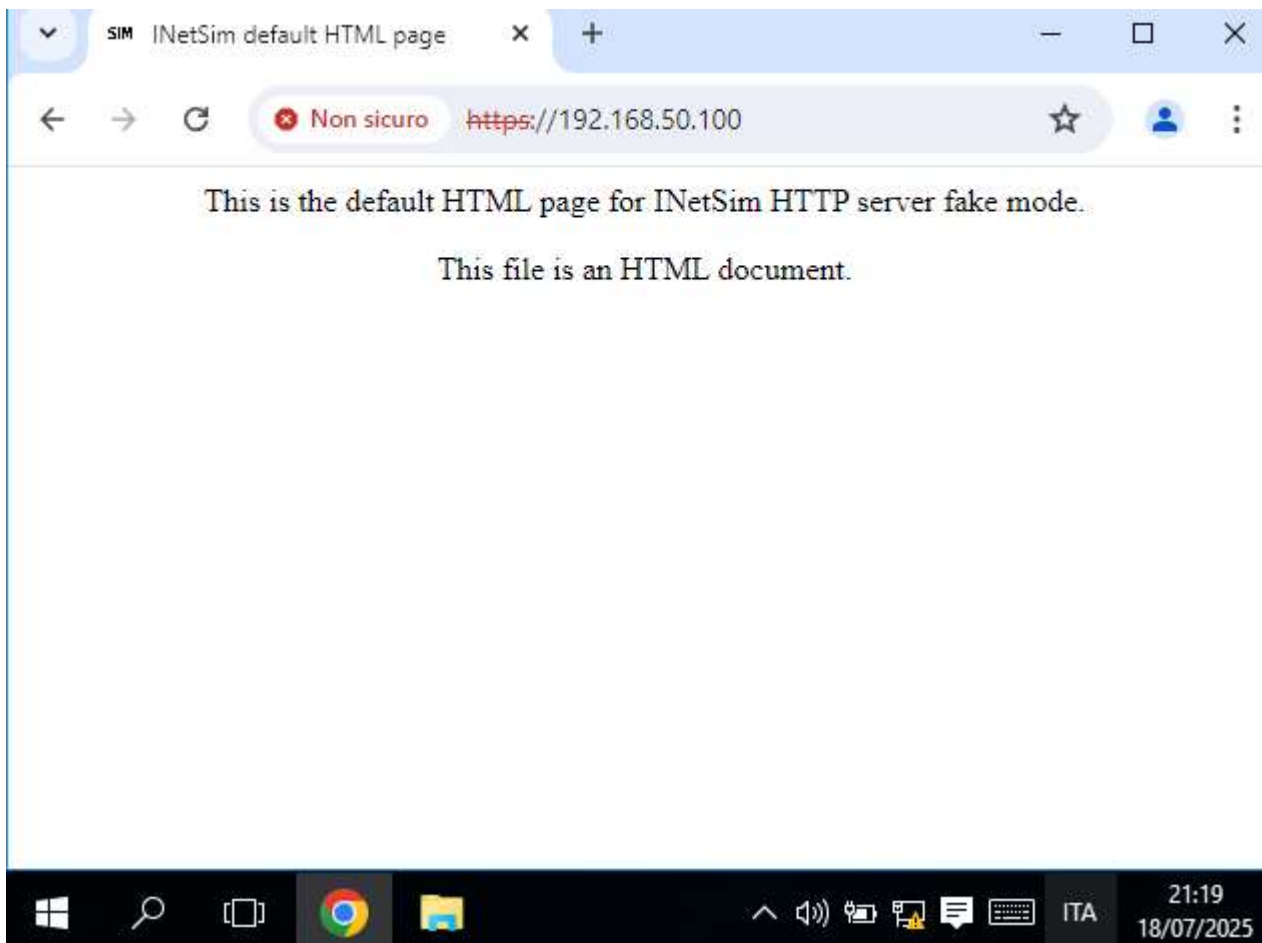 SIM INetSim default HTML page
Non sicuro https://192.168.50.100
This is the default HTML page for INetSim HTTP server fake mode.
This file is an HTML document.
ITA
21:19
18/07/2025